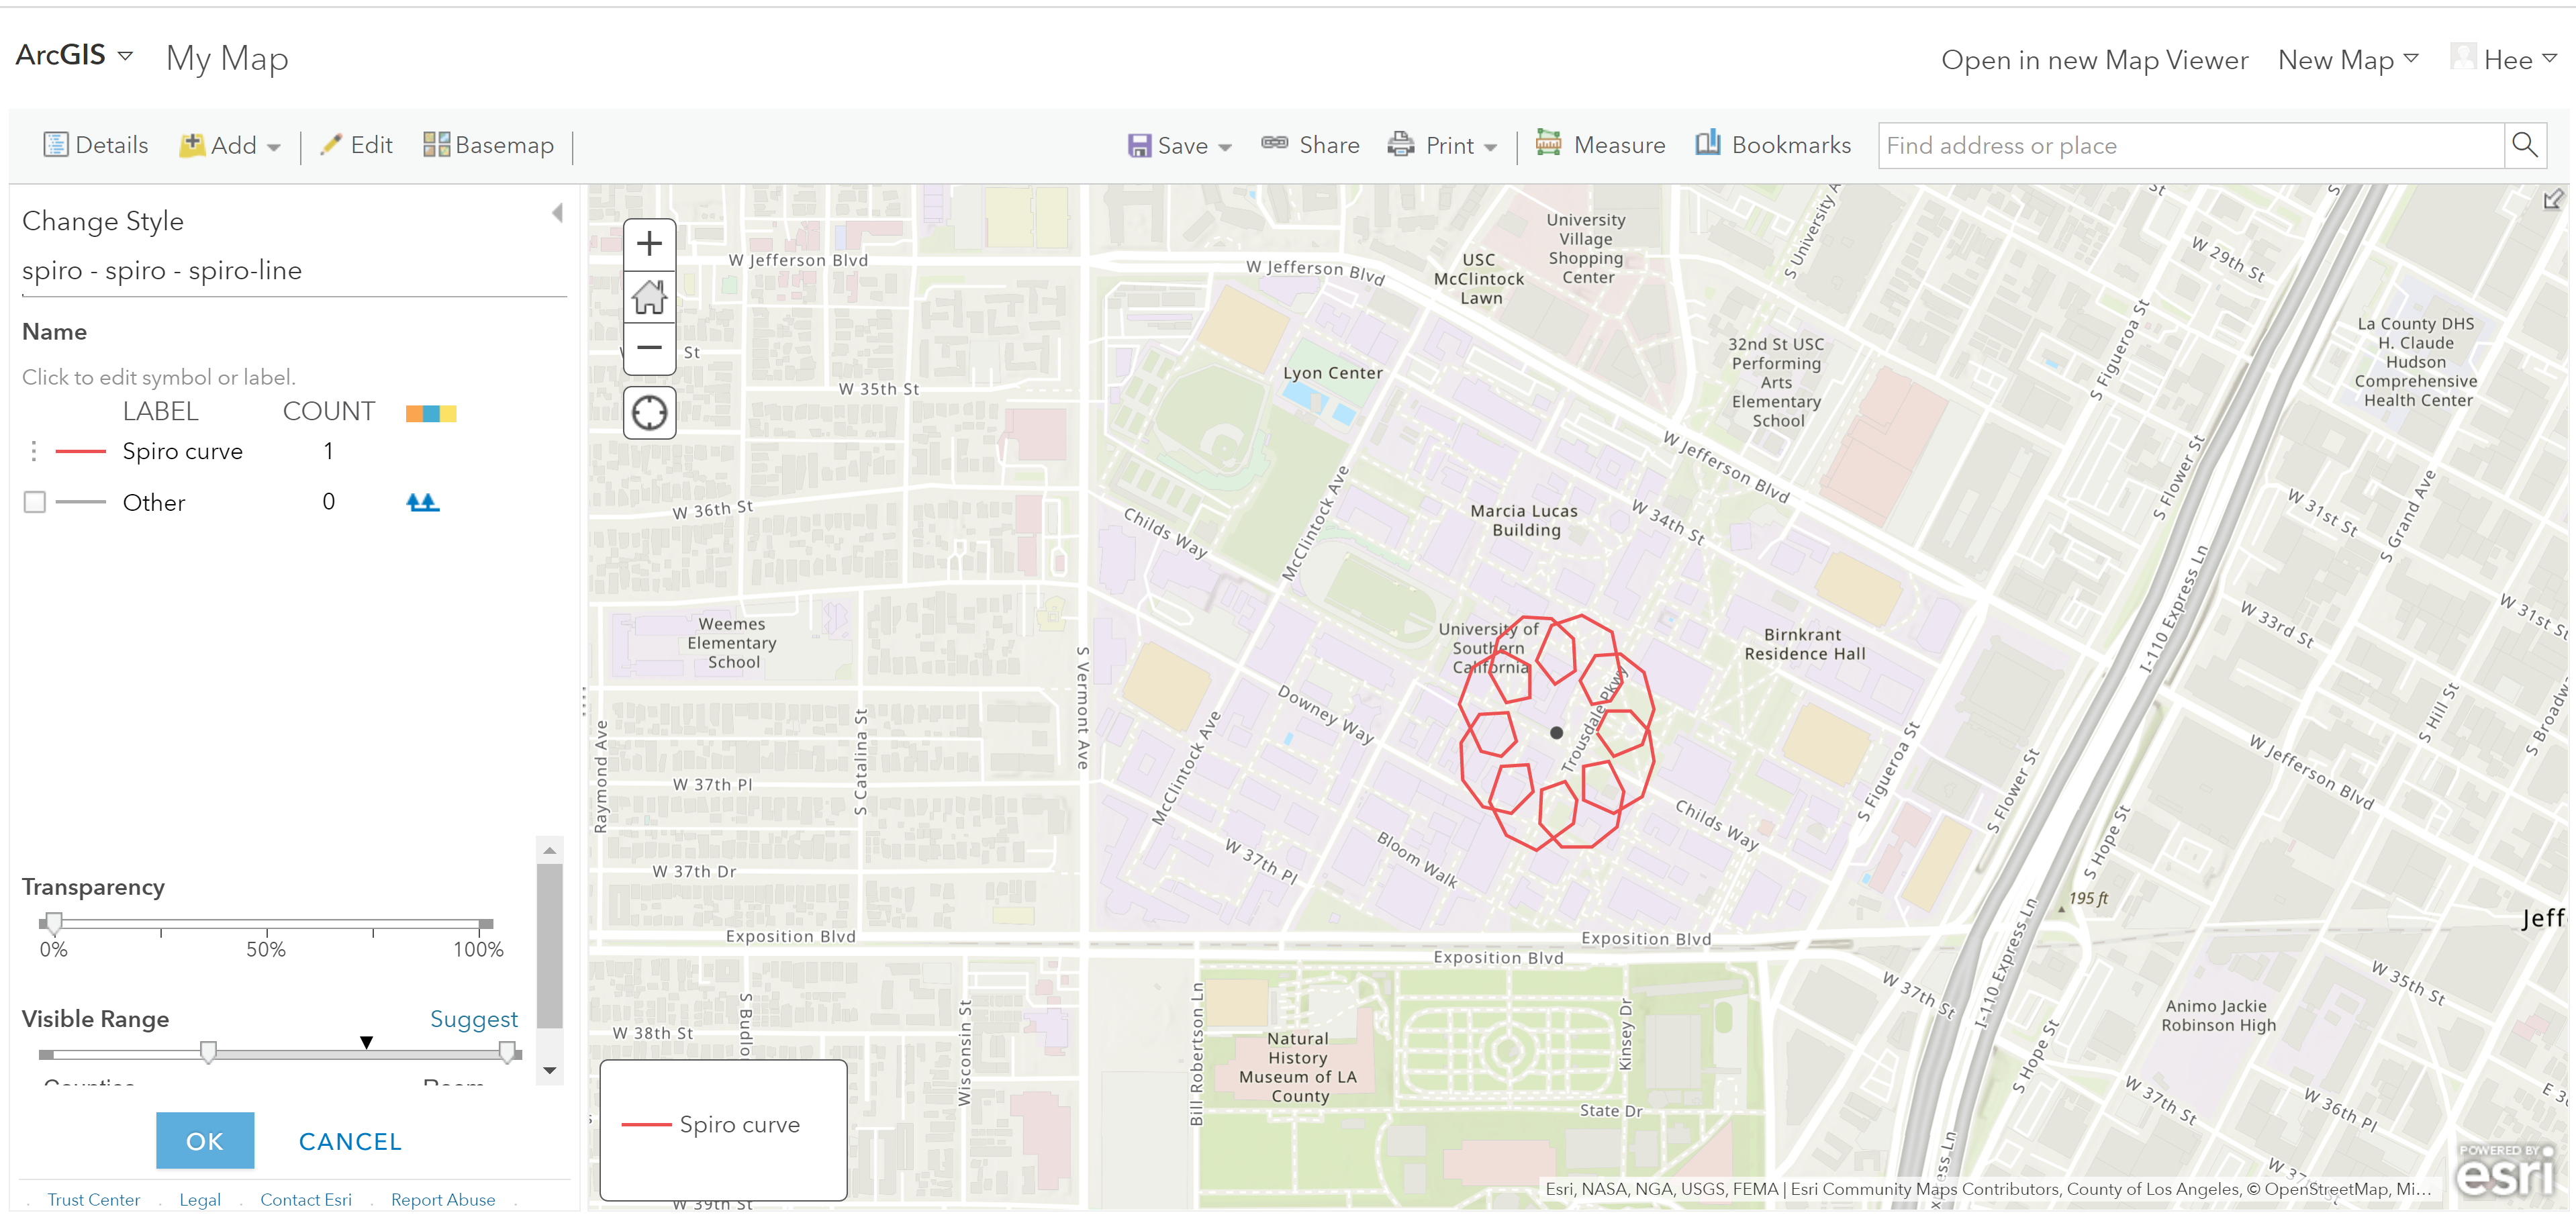 ArcGIS My Map Open in new Map Viewer New Map Hee
Details Add Edit Basemap Save Share Print Measure Bookmarks Find address or place
Change Style
spiro - spiro - spiro-line
Name
Click to edit symbol or label.
LABEL COUNT
Spiro curve 1
Other 0
Transparency
0% 50% 100%
Visible Range Suggest
Counties Room
OK CANCEL
Trust Center Legal Contact Esri Report Abuse
W Jefferson Blvd
W Jefferson Blvd
USC
McClintock
Lawn
University
Village
Shopping
Center
S University A
St
S
W 29th St
St
W 35th St
Lyon Center
32nd St USC
Performing
Arts
Elementary
School
S Figueroa St
La County DHS
H. Claude
Hudson
Comprehensive
Health Center
W Jefferson Blvd
S Flower St
W 36th St
Childs Way
McClintock Ave
Marcia Lucas
Building
W 34th St
W 31st St
S Grand Ave
I-110 Express Ln
Weemes
Elementary
School
S Vermont Ave
University of
Southern
California
Birnkrant
Residence Hall
W 33rd St
W 31st St
Raymond Ave
S Catalina St
McClintock Ave
Downey Way
Trousdale Pkwy
S Figueroa St
S Flower St
S Hill St
S Broadw
W 37th Pl
W Jefferson Blvd
W 37th Pl
Bloom Walk
Childs Way
S Hope St
W 37th Dr
195 ft
Jeff
Exposition Blvd
Exposition Blvd
Exposition Blvd
I-110 Express Ln
W 37th St
W 35th St
W 38th St
S Budlo
Wisconsin St
Bill Robertson Ln
Natural
History
Museum of LA
County
Kinsey Dr
State Dr
Animo Jackie
Robinson High
S Hope St
W 37th St
W 36th Pl
E 3
W 37th
xpress Ln
Spiro curve
W 39th St
Esri, NASA, NGA, USGS, FEMA | Esri Community Maps Contributors, County of Los Angeles, © OpenStreetMap, Mi...
POWERED BY
esri